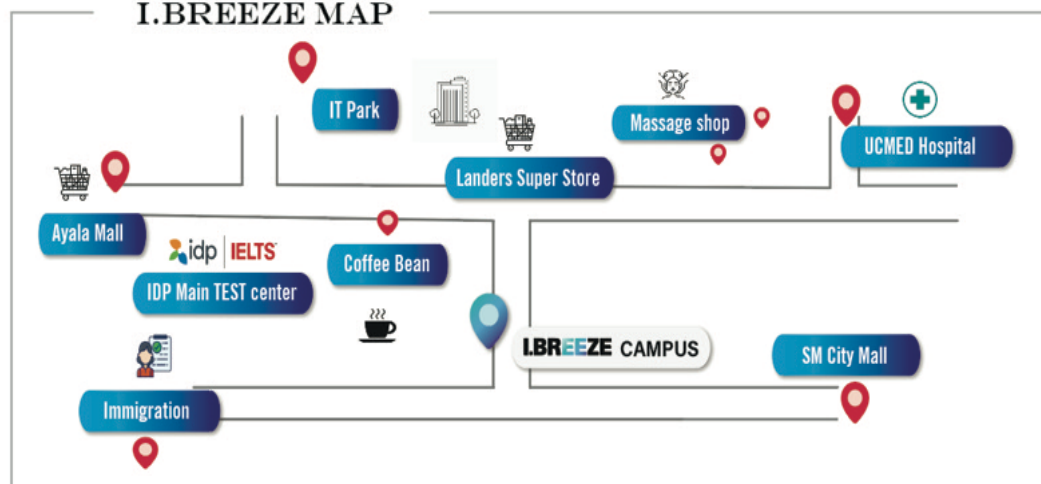 I.BREEZE MAP
IT Park
Massage shop
UCMED Hospital
Landers Super Store
Ayala Mall
idp | IELTS
Coffee Bean
IDP Main TEST center
I.BREEZE CAMPUS
SM City Mall
Immigration